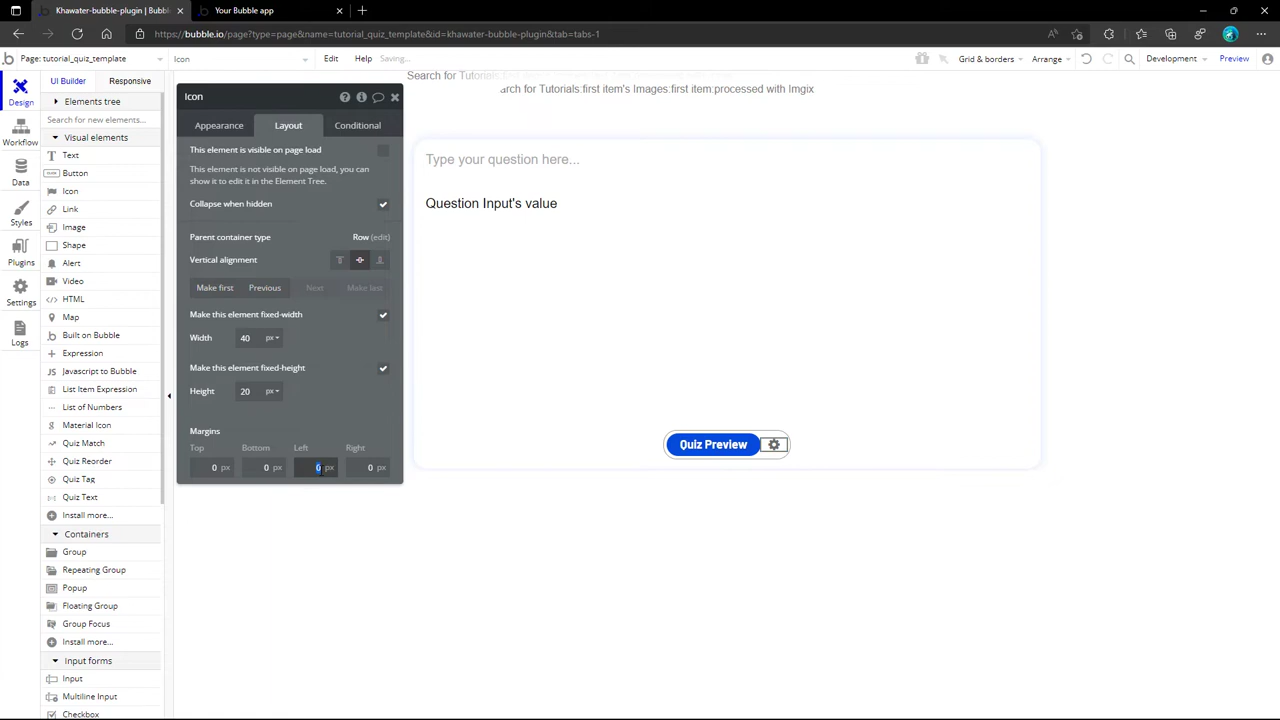 Khawater-bubble-plugin | Bubbl
Your Bubble app
https://bubble.io/page?type=page&name=tutorial_quiz_template&id=khawater-bubble-plugin&tab=tabs-1
Page: tutorial_quiz_template
Icon
Edit
Help
Saving...
Grid & borders
Arrange
Development
Preview
Design
Workflow
Data
Styles
Plugins
Settings
Logs
UI Builder
Responsive
Elements tree
Search for new elements...
Visual elements
Text
Button
Icon
Link
Image
Shape
Alert
Video
HTML
Map
Built on Bubble
Expression
Javascript to Bubble
List Item Expression
List of Numbers
Material Icon
Quiz Match
Quiz Reorder
Quiz Tag
Quiz Text
Install more...
Containers
Group
Repeating Group
Popup
Floating Group
Group Focus
Install more...
Input forms
Input
Multiline Input
Checkbox
Icon
Appearance
Layout
Conditional
This element is visible on page load
This element is not visible on page load, you can
show it to edit it in the Element Tree.
Collapse when hidden
Parent container type
Row (edit)
Vertical alignment
Make first
Previous
Next
Make last
Make this element fixed-width
Width 40 px
Make this element fixed-height
Height 20 px
Margins
Top Bottom Left Right
0 px 0 px 0 px 0 px
Search for Tutorials:first
arch for Tutorials:first item's Images:first item:processed with Imgix
Type your question here...
Question Input's value
Quiz Preview